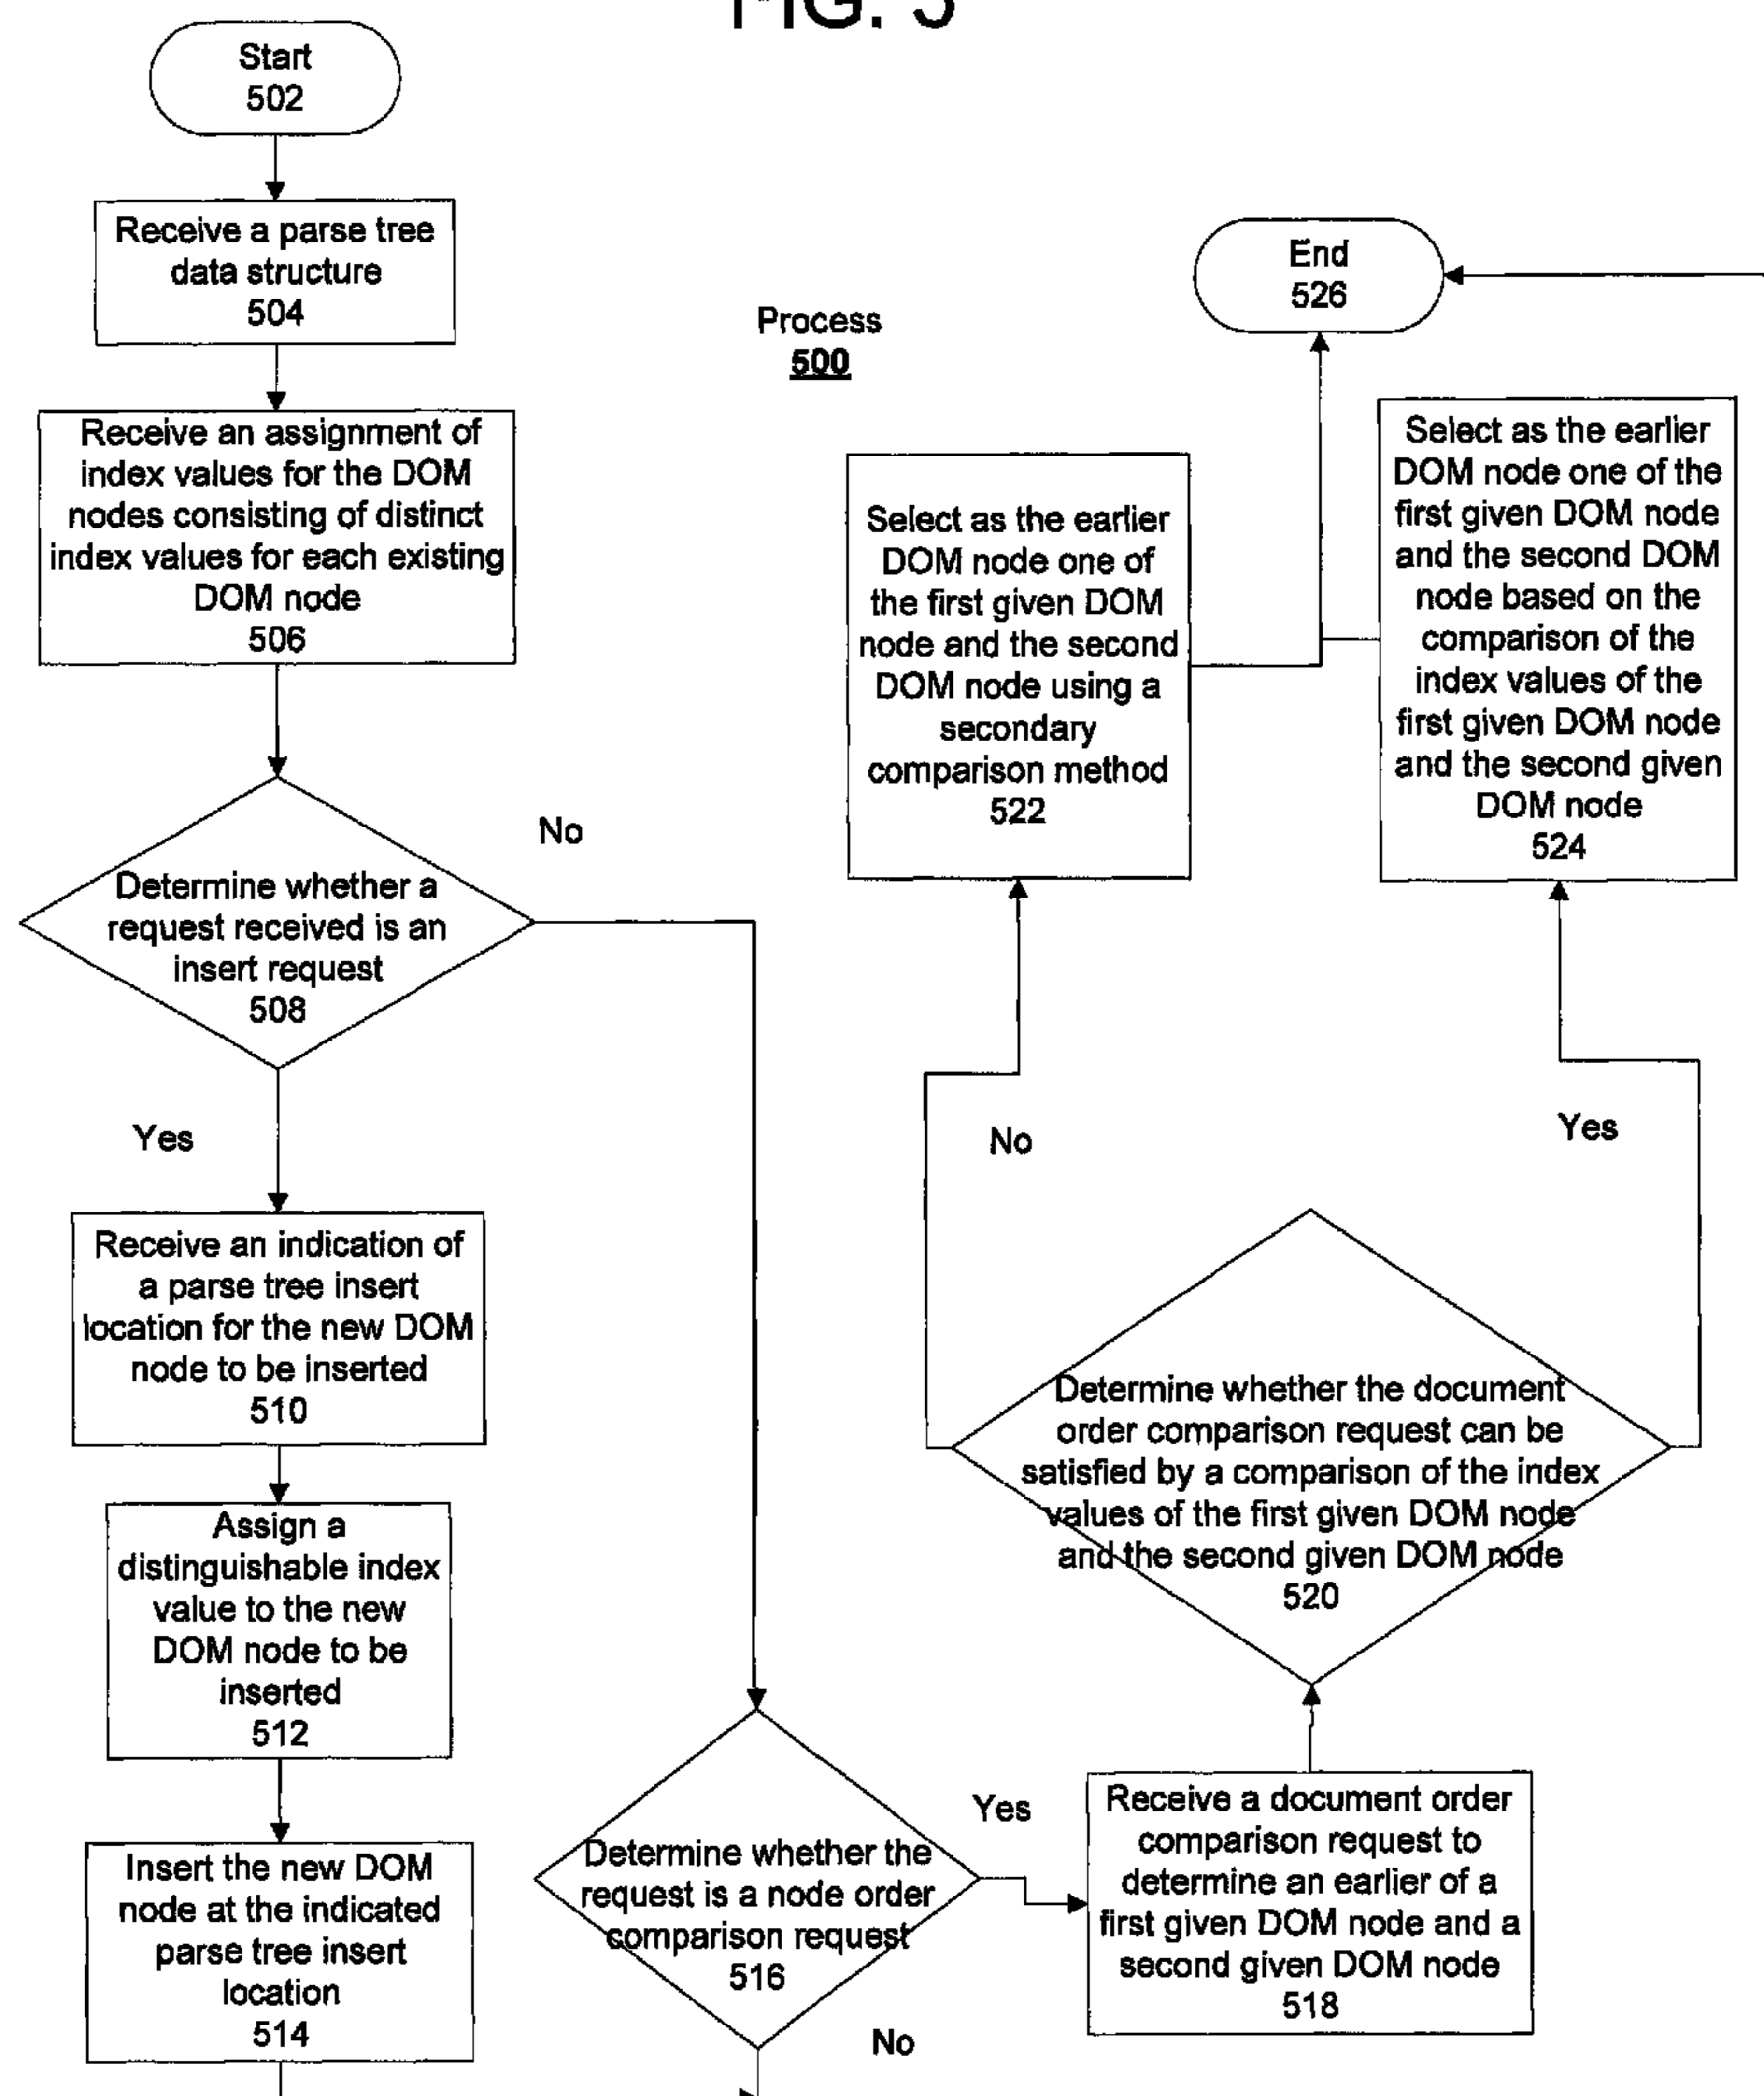 FIG. 5
Start
502
Receive a parse tree
data structure
504
Receive an assignment of
index values for the DOM
nodes consisting of distinct
index values for each existing
DOM node
506
Determine whether a
request received is an
insert request
508
No
Yes
Receive an indication of
a parse tree insert
location for the new DOM
node to be inserted
510
Assign a
distinguishable index
value to the new
DOM node to be
inserted
512
Insert the new DOM
node at the indicated
parse tree insert
location
514
Process
500
Determine whether the
request is a node order
comparison request
516
Yes
No
Receive a document order
comparison request to
determine an earlier of a
first given DOM node and a
second given DOM node
518
Determine whether the document
order comparison request can be
satisfied by a comparison of the index
values of the first given DOM node
and the second given DOM node
520
No
Yes
Select as the earlier
DOM node one of
the first given DOM
node and the second
DOM node using a
secondary
comparison method
522
Select as the earlier
DOM node one of the
first given DOM node
and the second DOM
node based on the
comparison of the
index values of the
first given DOM node
and the second given
DOM node
524
End
526